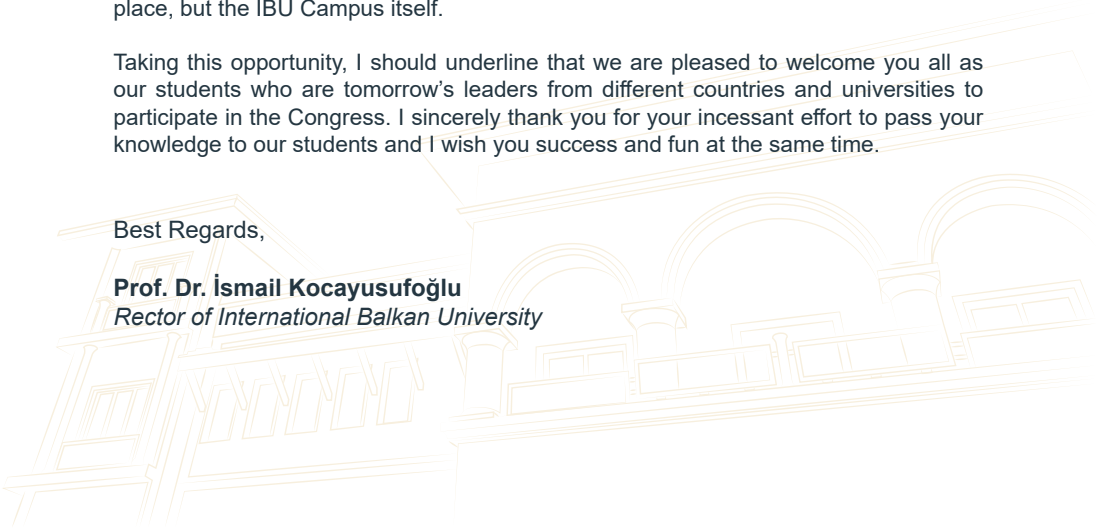 place, but the IBU Campus itself.
Taking this opportunity, I should underline that we are pleased to welcome you all as
our students who are tomorrow's leaders from different countries and universities to
participate in the Congress. I sincerely thank you for your incessant effort to pass your
knowledge to our students and I wish you success and fun at the same time.
Best Regards,
Prof. Dr. İsmail Kocayusufoğlu
Rector of International Balkan University